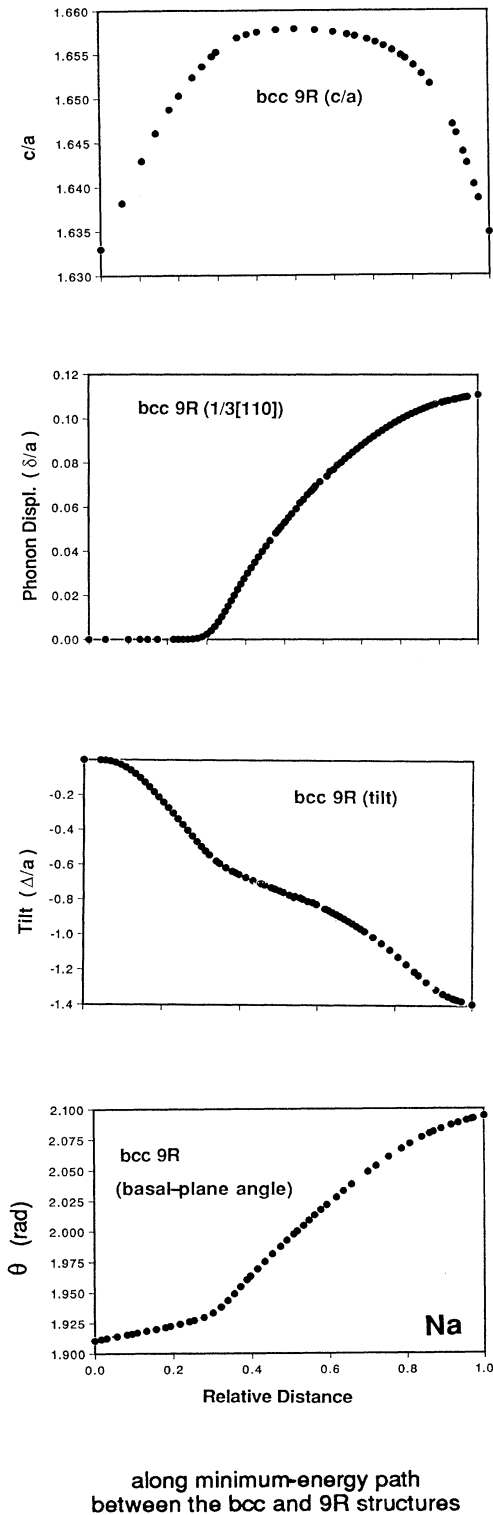 1.660
1.655
1.650
1.645
1.640
1.635
1.630
c/a
bcc 9R (c/a)
0.12
0.10
0.08
0.06
0.04
0.02
0.00
Phonon Displ. (δ/a)
bcc 9R (1/3[110])
-0.2
-0.4
-0.6
-0.8
-1.0
-1.2
-1.4
Tilt (Δ/a)
bcc 9R (tilt)
2.100
2.075
2.050
2.025
2.000
1.975
1.950
1.925
1.900
θ (rad)
bcc 9R
(basal-plane angle)
Na
0.0 0.2 0.4 0.6 0.8 1.0
Relative Distance
along minimum-energy path
between the bcc and 9R structures